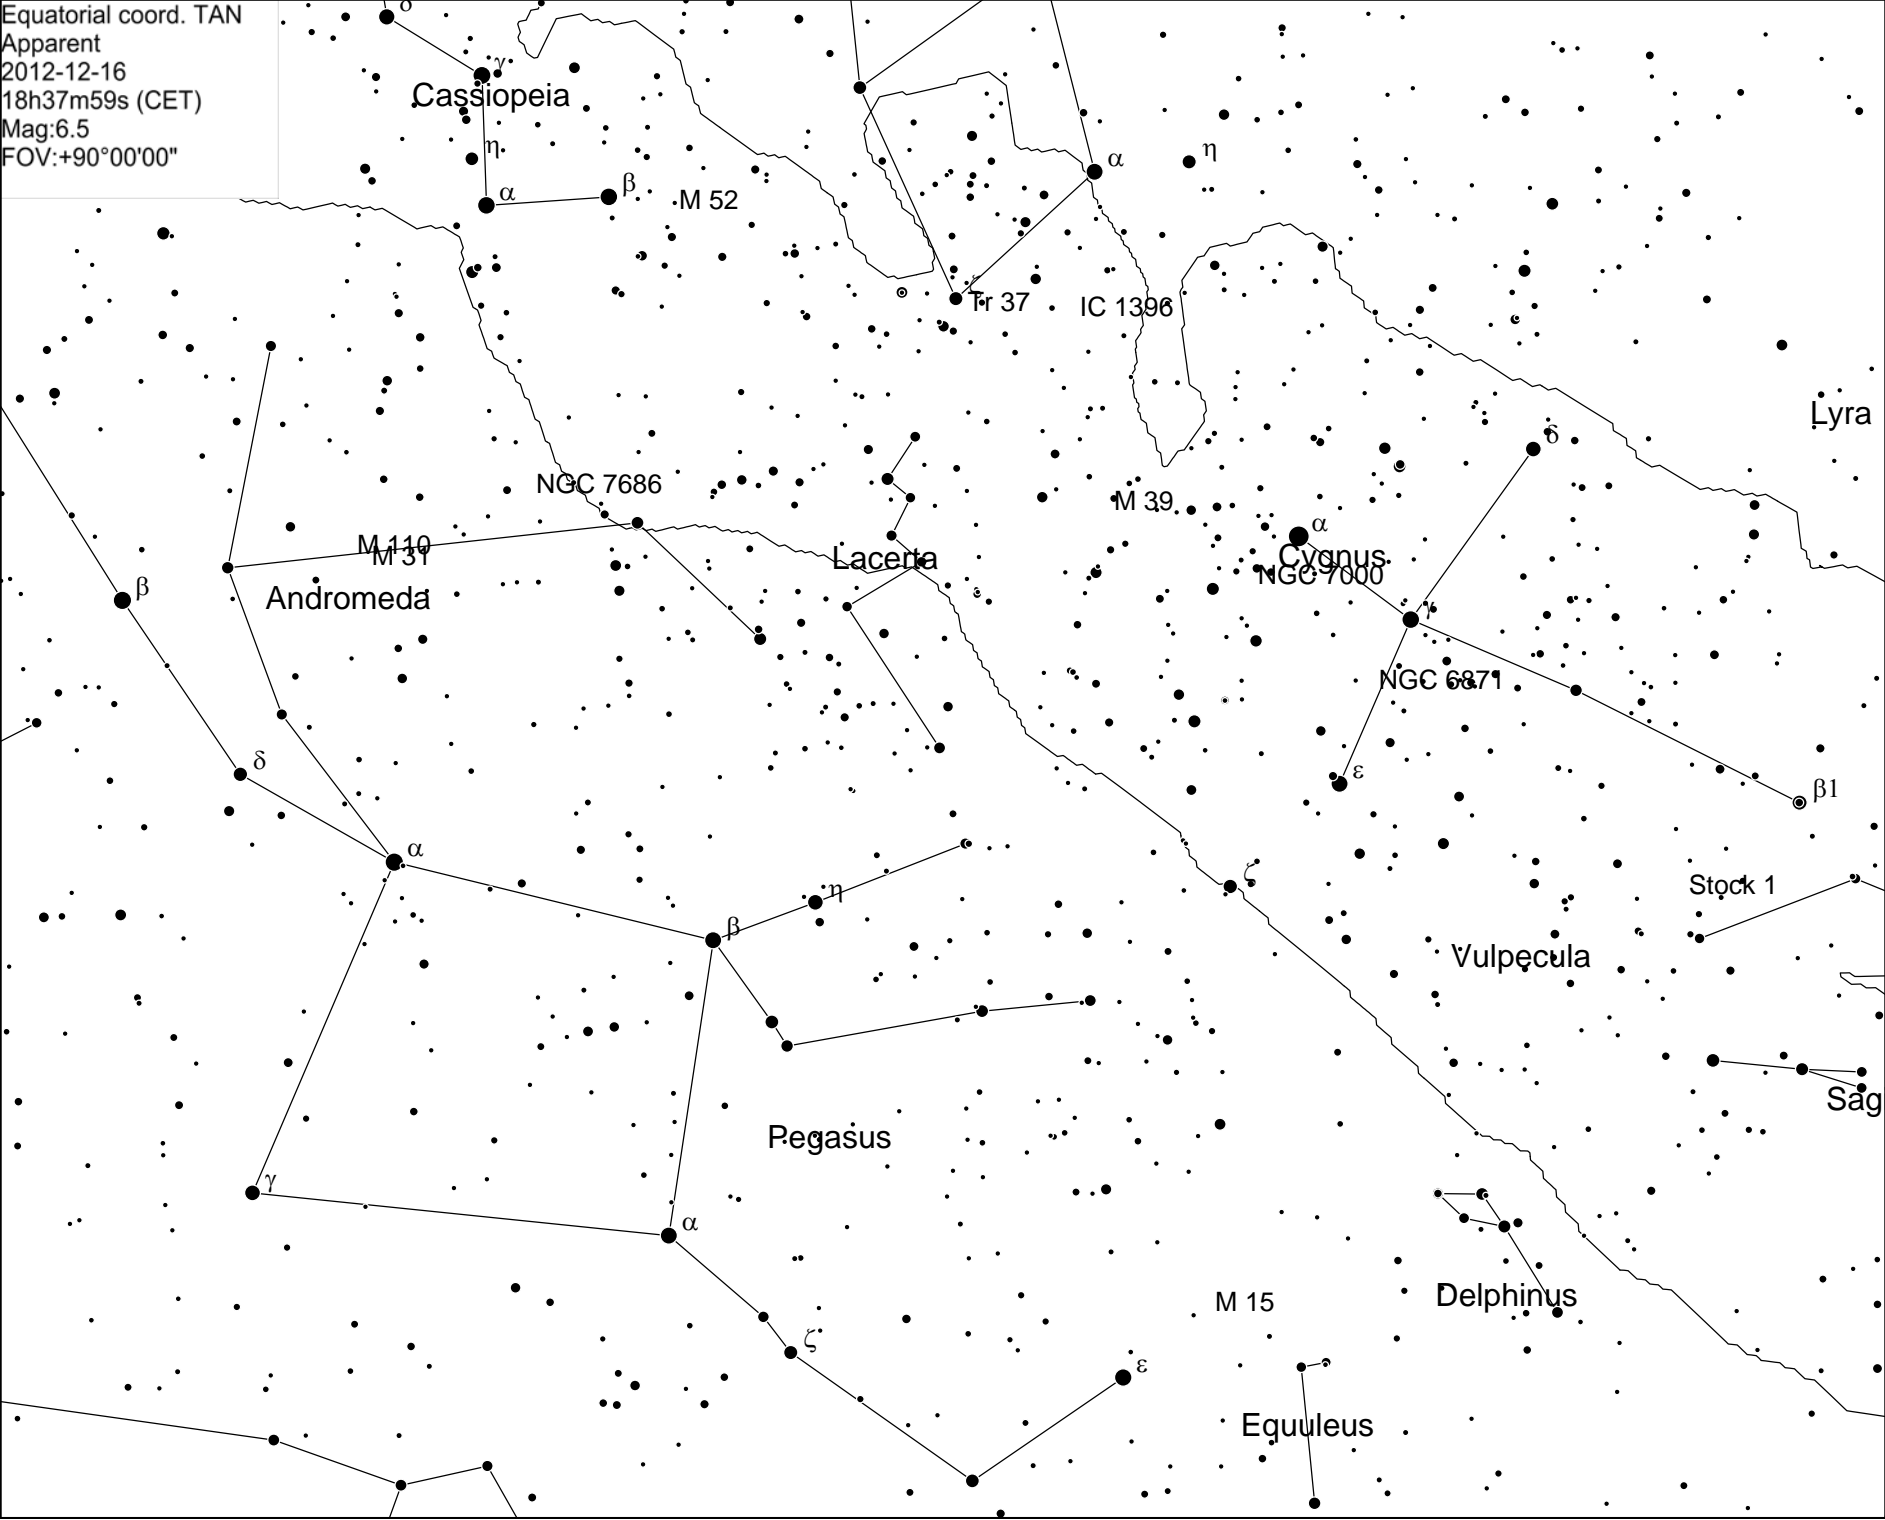 Equatorial coord. TAN
Apparent
2012-12-16
18h37m59s (CET)
Mag:6.5
FOV:+90°00'00"
δ
γ
Cassiopeia
η
α
β
M 52
α
η
ζ
Tr 37
IC 1396
Lyra
δ
NGC 7686
M 39
α
M 110
M 31
Lacerta
Cygnus
NGC 7000
β
Andromeda
γ
NGC 6871
δ
ε
β1
α
ζ
Stock 1
η
β
Vulpecula
Sag
Pegasus
γ
α
Delphinus
M 15
ζ
ε
Equuleus